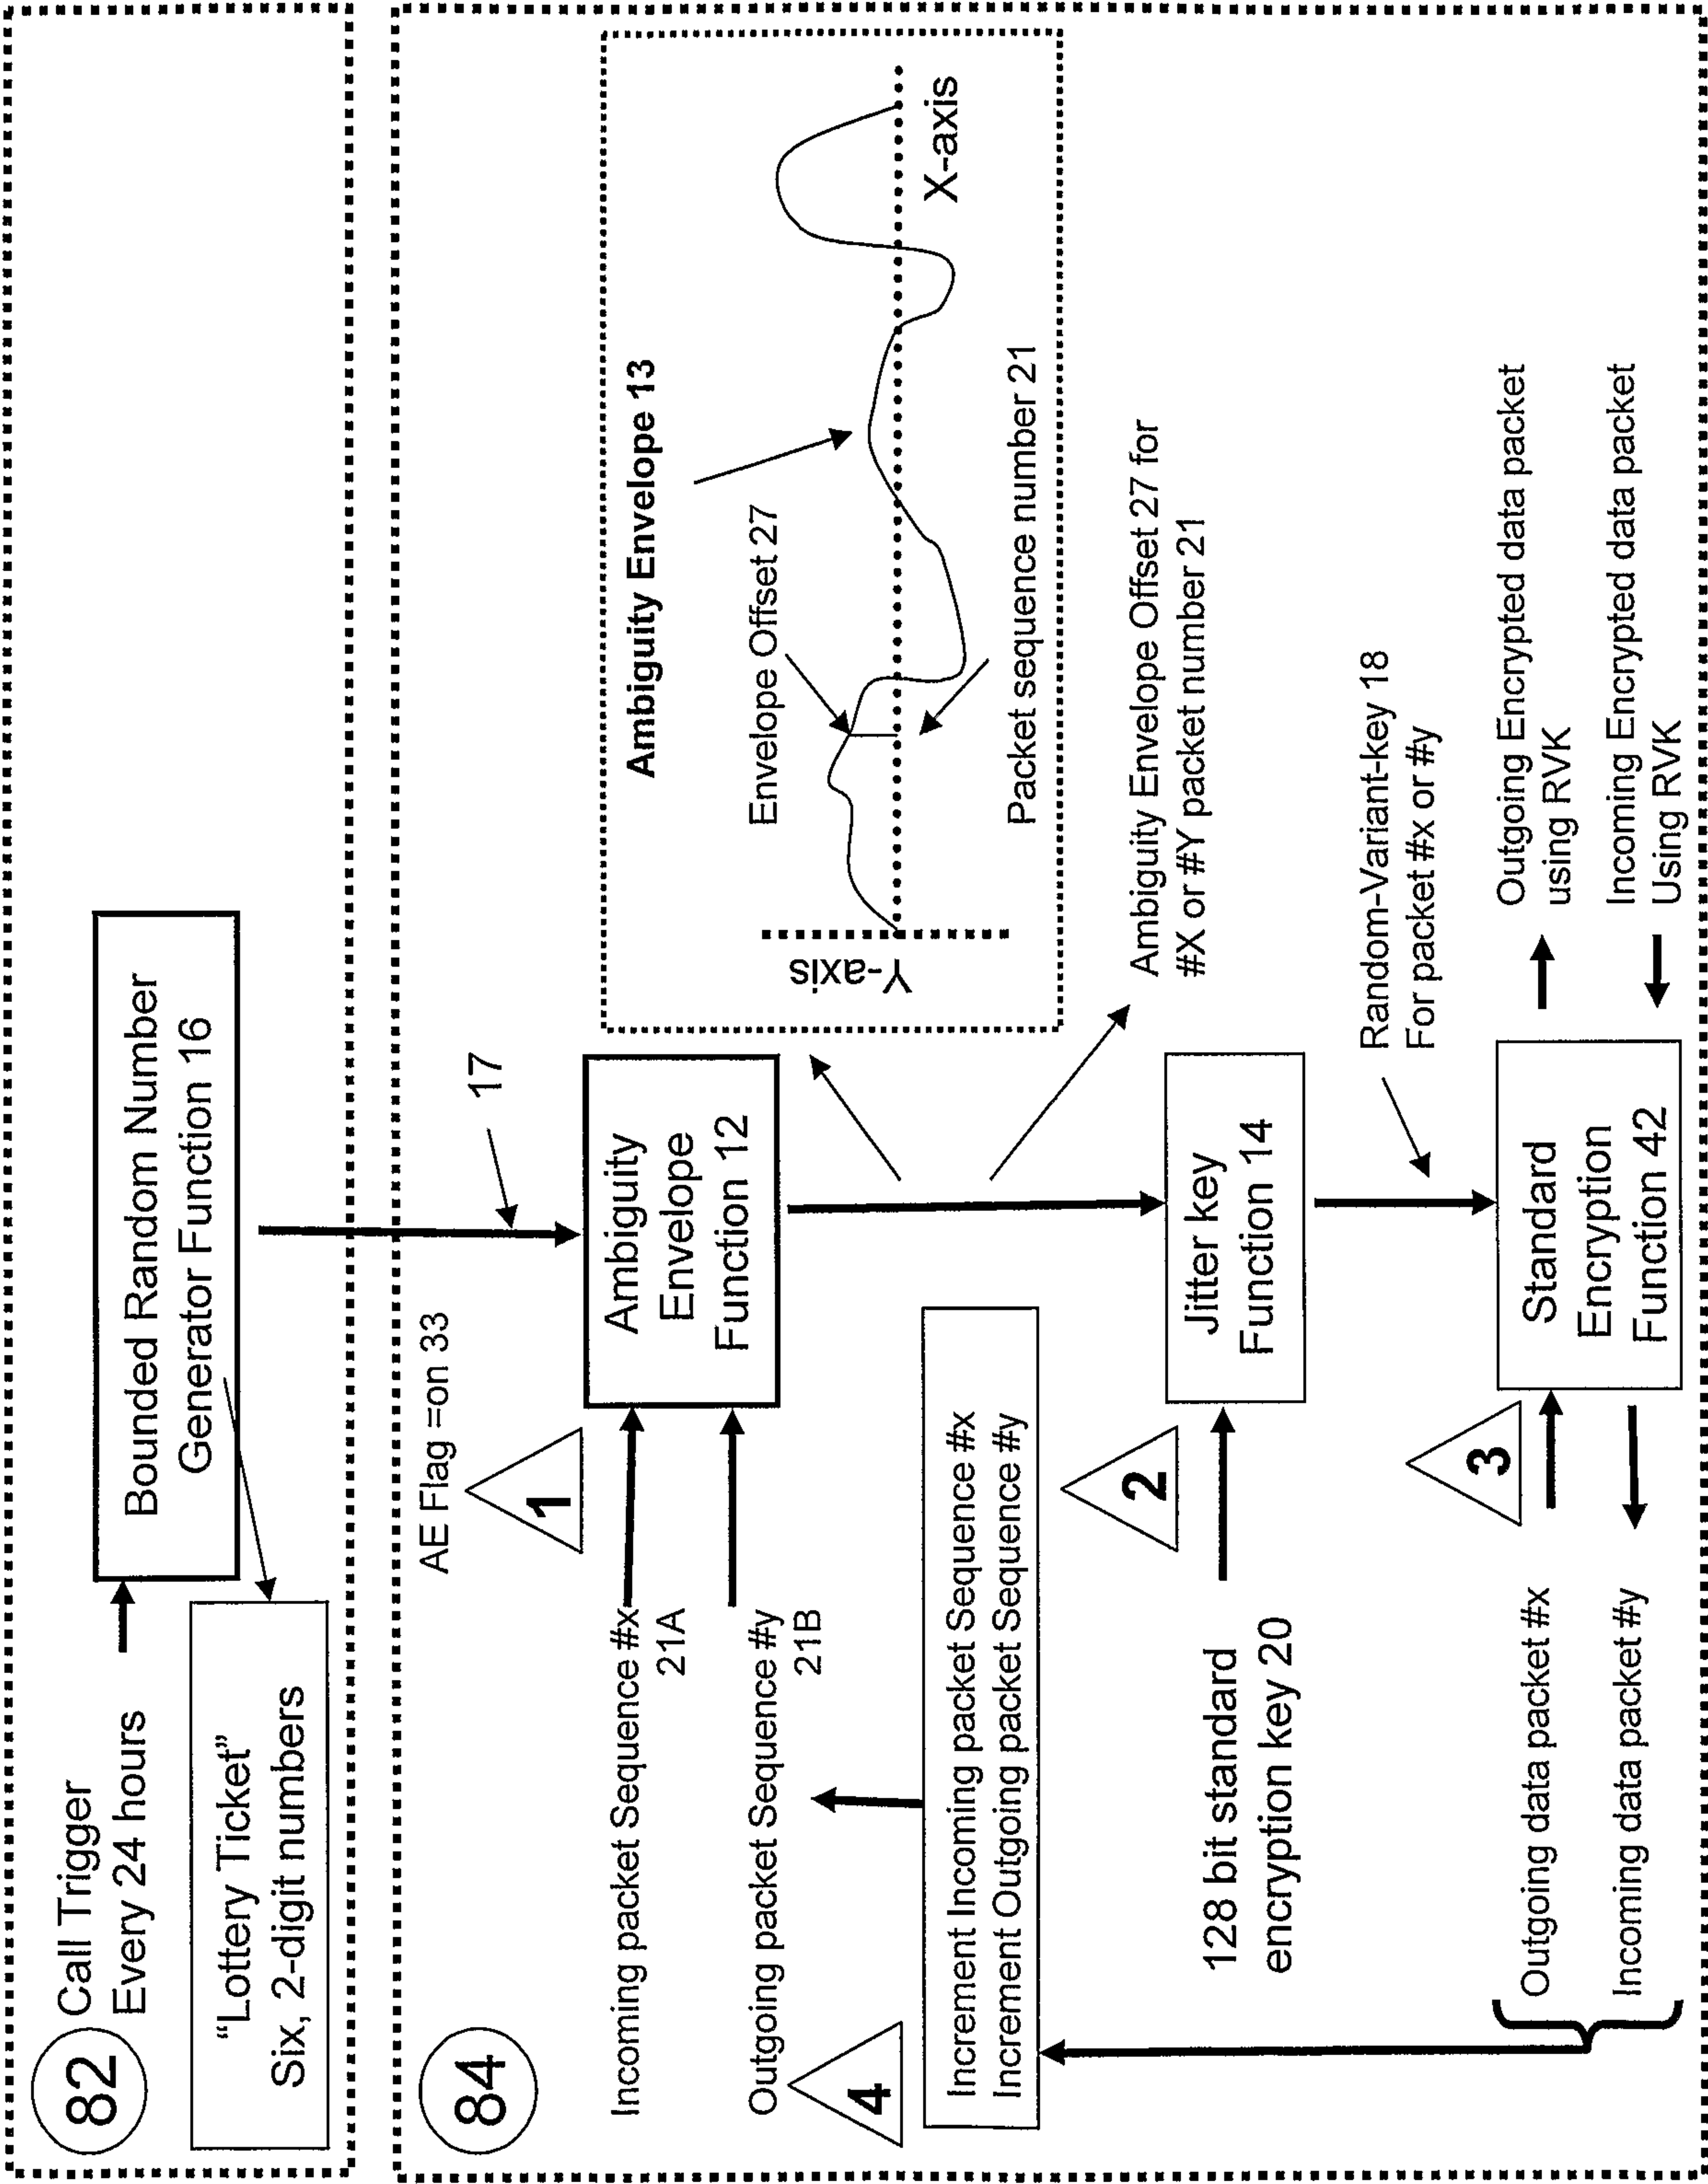 82
Call Trigger
Every 24 hours
Bounded Random Number
Generator Function 16
“Lottery Ticket”
Six, 2-digit numbers
84
AE Flag =on 33
17
1
Incoming packet Sequence #x
21A
Outgoing packet Sequence #y
21B
Ambiguity
Envelope
Function 12
Ambiguity Envelope 13
Envelope Offset 27
Y-axis
X-axis
Packet sequence number 21
4
Increment Incoming packet Sequence #x
Increment Outgoing packet Sequence #y
Ambiguity Envelope Offset 27 for
#X or #Y packet number 21
2
128 bit standard
encryption key 20
Jitter key
Function 14
Random-Variant-key 18
For packet #x or #y
3
Outgoing data packet #x
Incoming data packet #y
Standard
Encryption
Function 42
Outgoing Encrypted data packet
using RVK
Incoming Encrypted data packet
Using RVK